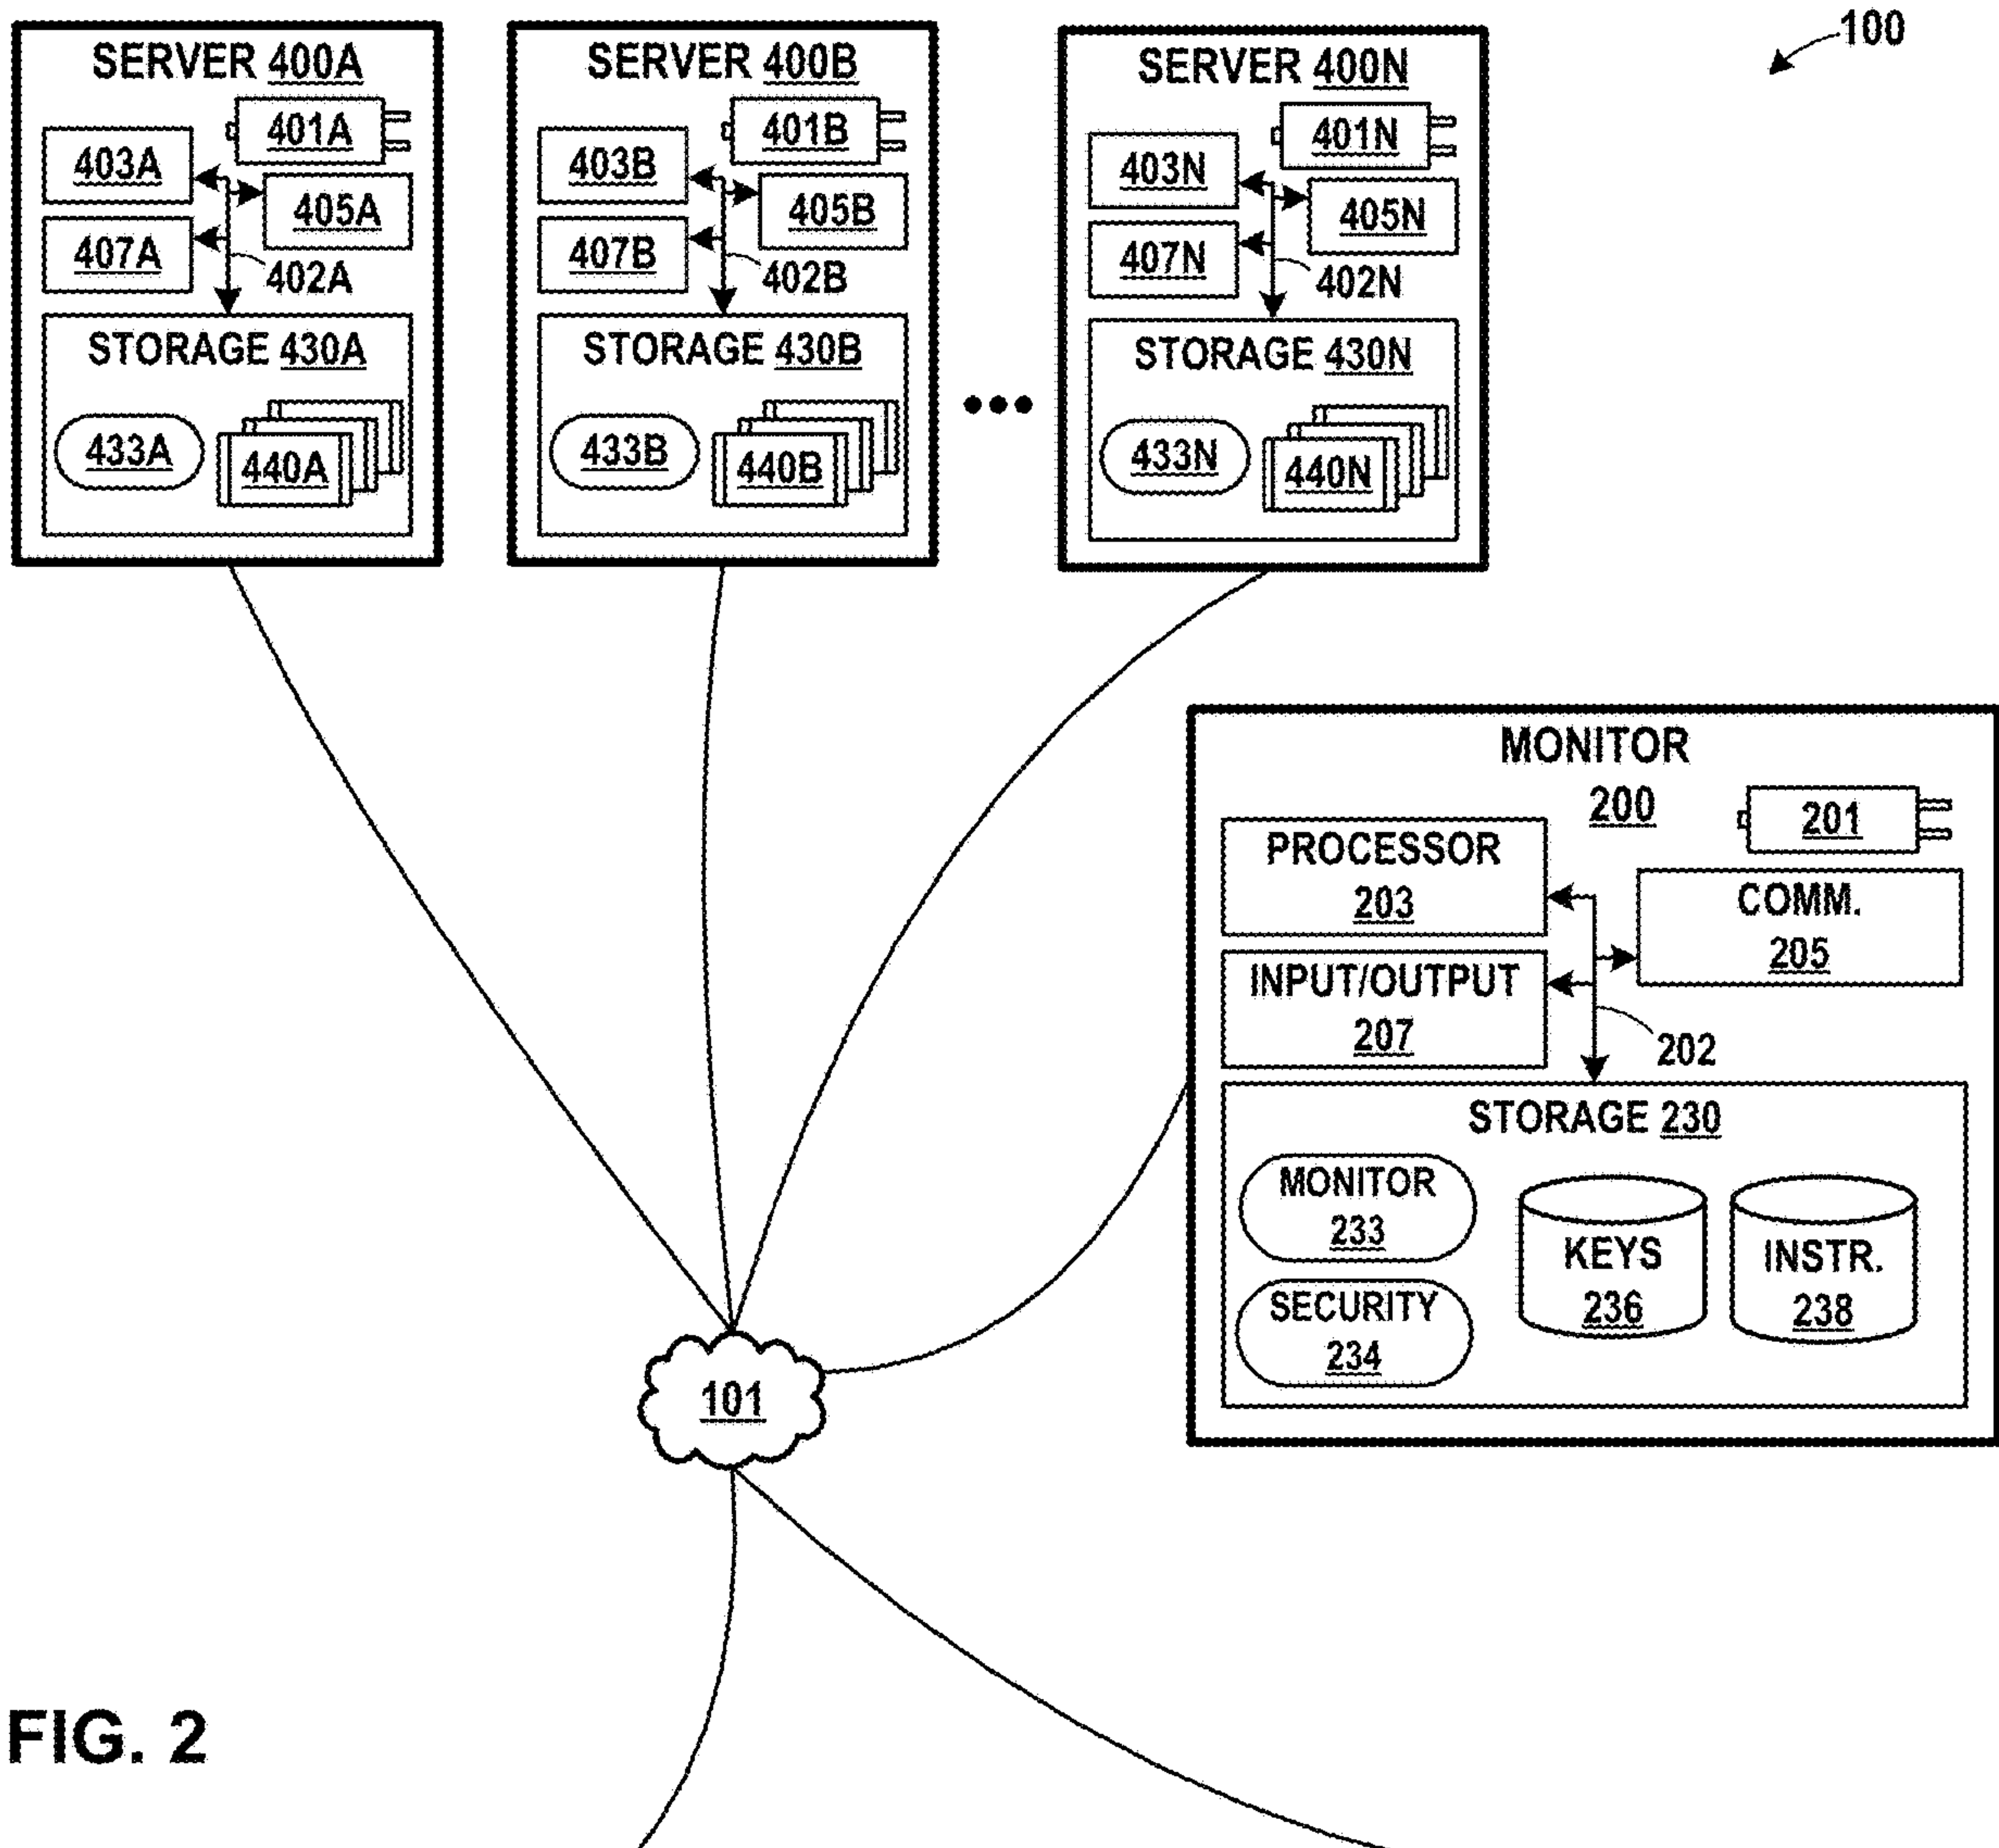 100
SERVER 400A
401A
403A
405A
407A
402A
STORAGE 430A
433A
440A
SERVER 400B
401B
403B
405B
407B
402B
STORAGE 430B
433B
440B
SERVER 400N
401N
403N
405N
407N
402N
STORAGE 430N
433N
440N
MONITOR
200
201
PROCESSOR
203
COMM.
205
INPUT/OUTPUT
207
202
STORAGE 230
MONITOR
233
SECURITY
234
KEYS
236
INSTR.
238
101
FIG. 2